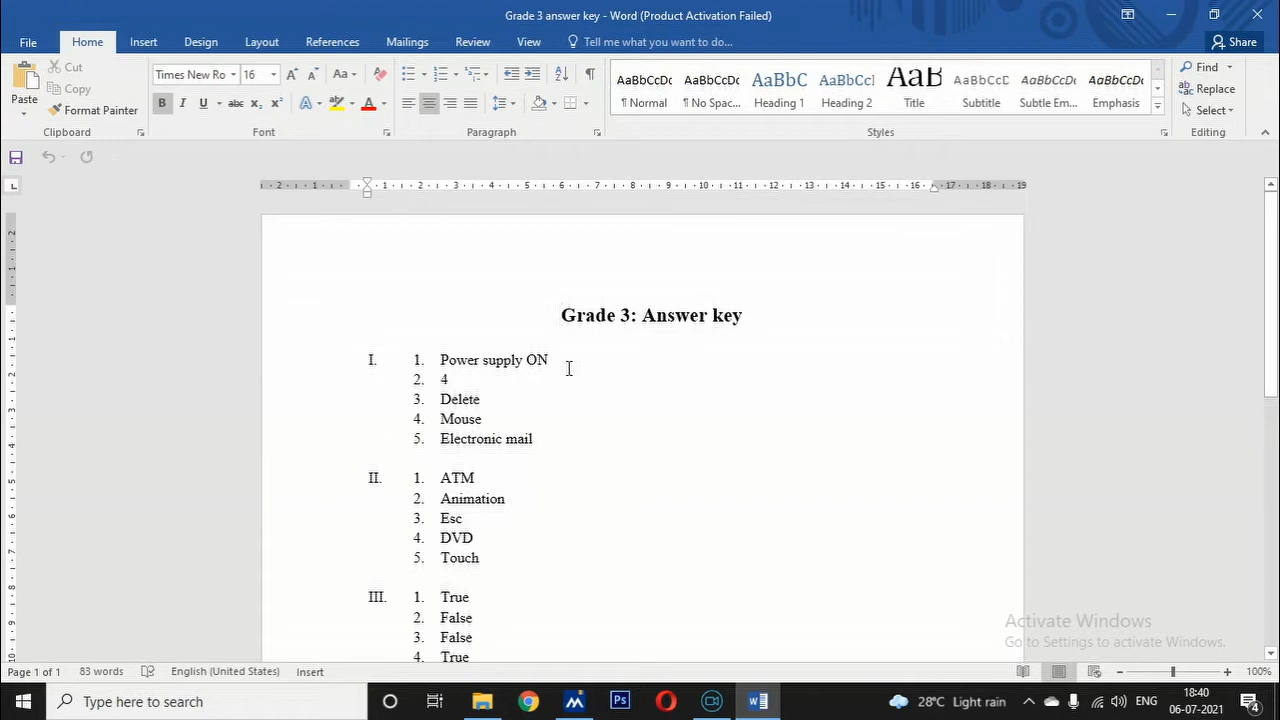 Grade 3 answer key - Word (Product Activation Failed)
File Home Insert Design Layout References Mailings Review View Tell me what you want to do... Share
Cut
Copy
Paste
Format Painter
Times New Ro 16
Clipboard Font Paragraph Styles Editing
AaBbCcDc AaBbCcDc AaBbC AaBbCcl AaB AaBbCcD AaBbCcDc AaBbCcDc
¶ Normal ¶ No Spac... Heading 1 Heading 2 Title Subtitle Subtle Em... Emphasis
Find
Replace
Select
Grade 3: Answer key
I. 1. Power supply ON
2. 4
3. Delete
4. Mouse
5. Electronic mail
II. 1. ATM
2. Animation
3. Esc
4. DVD
5. Touch
III. 1. True
2. False
3. False
4. True
Activate Windows
Go to Settings to activate Windows.
Page 1 of 1 83 words English (United States) Insert 100%
Type here to search
28°C Light rain
ENG
18:40
06-07-2021
4